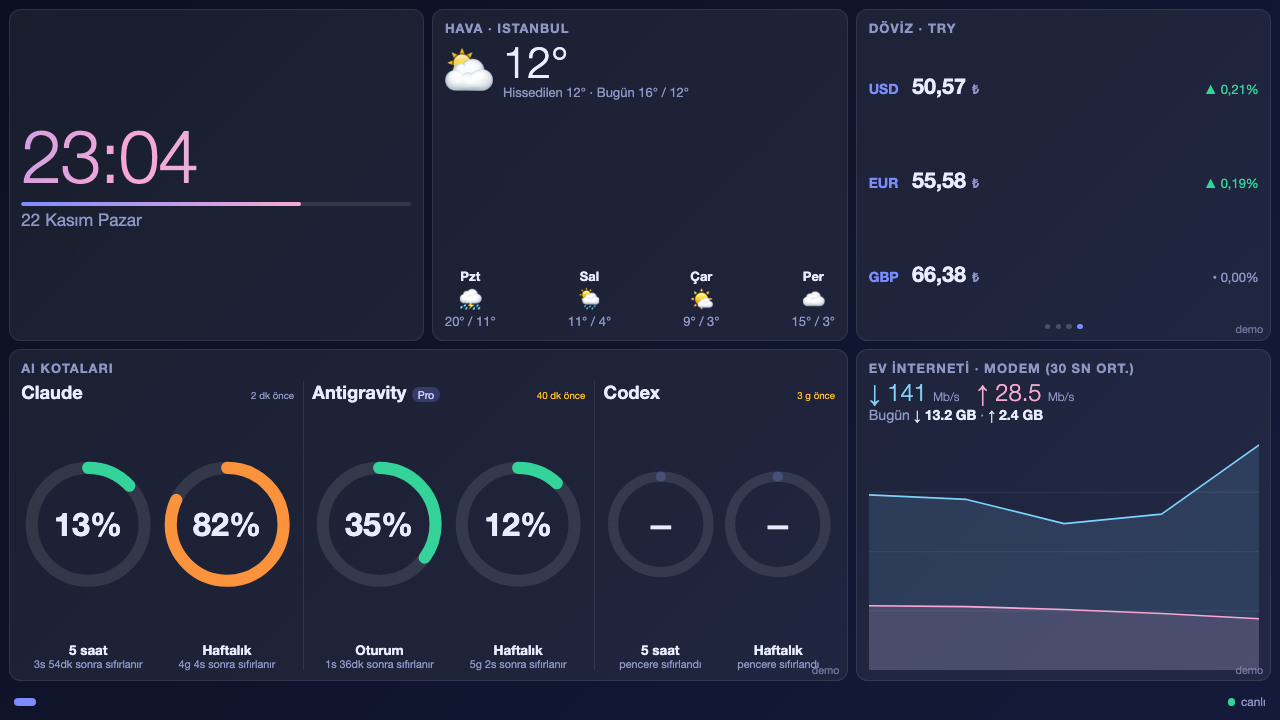 23:04
22 Kasım Pazar
HAVA · ISTANBUL
12°
Hissedilen 12° · Bugün 16° / 12°
Pzt Sal Çar Per
20° / 11° 11° / 4° 9° / 3° 15° / 3°
DÖVİZ · TRY
USD 50,57 ₺ ▲ 0,21%
EUR 55,58 ₺ ▲ 0,19%
GBP 66,38 ₺ • 0,00%
demo
AI KOTALARI
Claude 2 dk önce
13% 82%
5 saat Haftalık
3s 54dk sonra sıfırlanır 4g 4s sonra sıfırlanır
Antigravity Pro 40 dk önce
35% 12%
Oturum Haftalık
1s 36dk sonra sıfırlanır 5g 2s sonra sıfırlanır
Codex 3 g önce
– –
5 saat Haftalık
pencere sıfırlandı pencere sıfırlandı
demo
EV İNTERNETİ · MODEM (30 SN ORT.)
↓ 141 Mb/s ↑ 28.5 Mb/s
Bugün ↓ 13.2 GB · ↑ 2.4 GB
demo
canlı